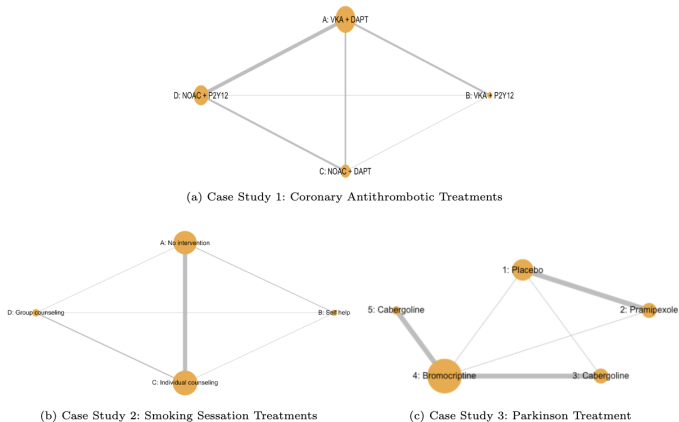 A: VKA + DAPT
D: NOAC + P2Y12
B: VKA + P2Y12
C: NOAC + DAPT
(a) Case Study 1: Coronary Antithrombotic Treatments
A: No intervention
D: Group counseling
B: Self help
C: Individual counseling
(b) Case Study 2: Smoking Sessation Treatments
1: Placebo
5: Cabergoline
2: Pramipexole
4: Bromocriptine
3: Cabergoline
(c) Case Study 3: Parkinson Treatment